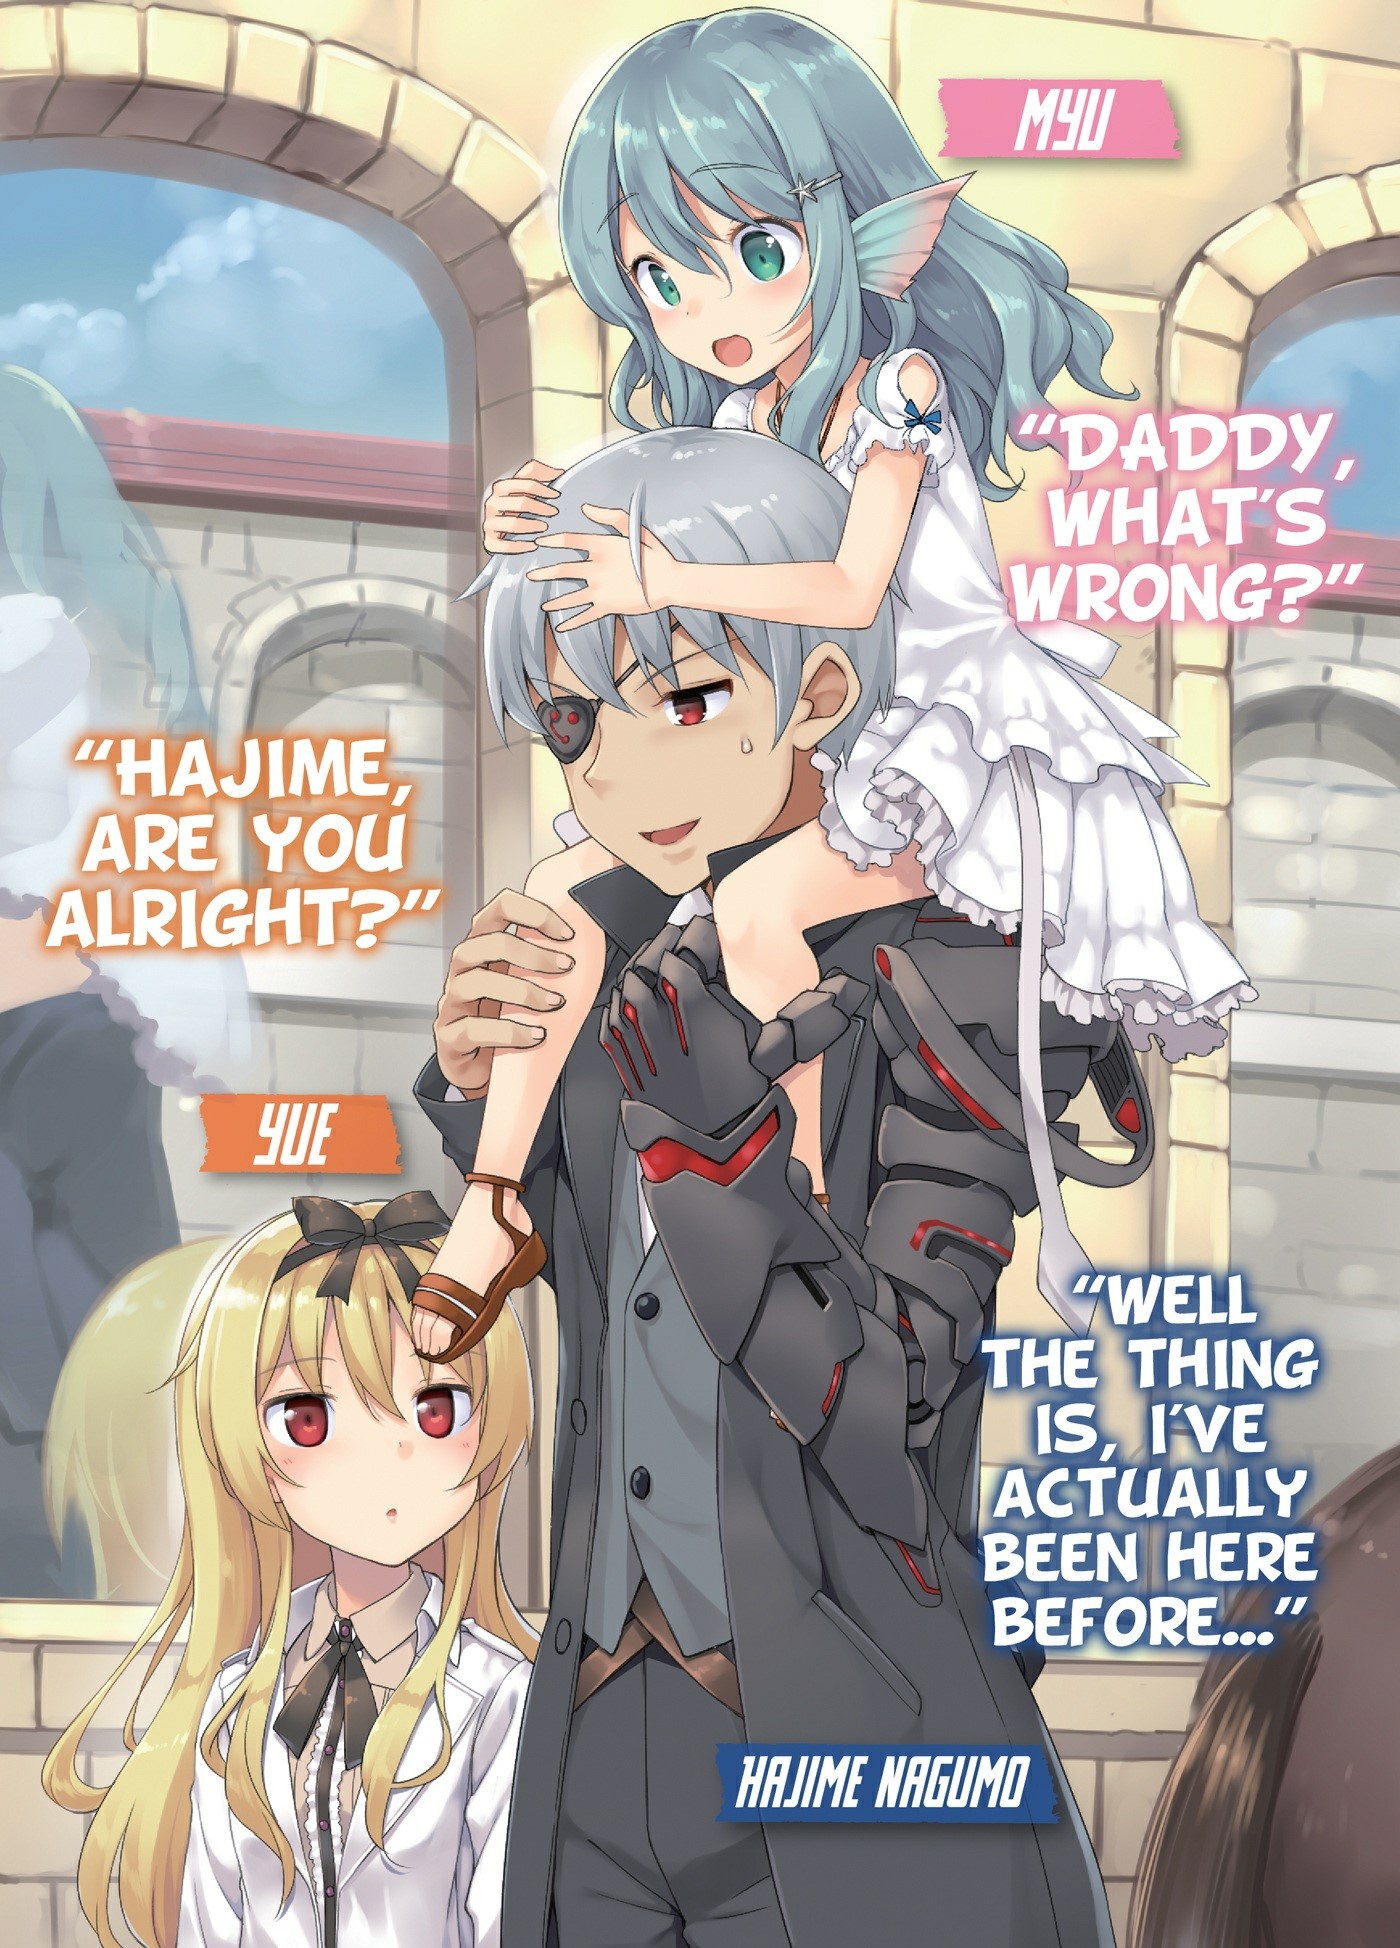 MYU
"DADDY,
WHAT'S
WRONG?"
"HAJIME,
ARE YOU
ALRIGHT?"
YUE
"WELL
THE THING
IS, I'VE
ACTUALLY
BEEN HERE
BEFORE..."
HAJIME NAGUMO